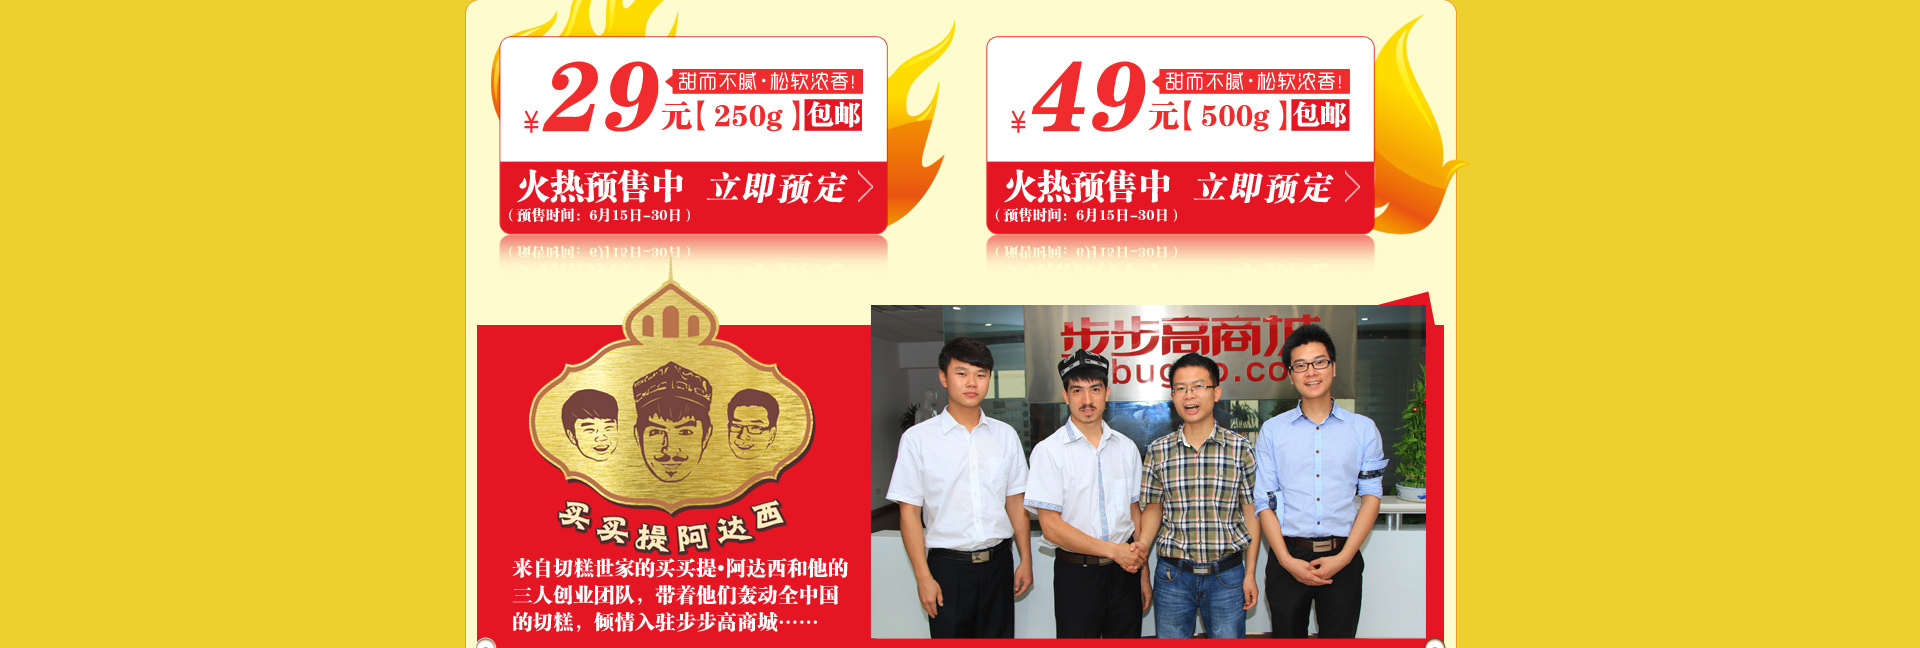 甜而不腻·松软浓香!
¥29元【250g】包邮
火热预售中 立即预定
(预售时间:6月15日-30日)
甜而不腻·松软浓香!
¥49元【500g】包邮
火热预售中 立即预定
(预售时间:6月15日-30日)
买买提阿达西
来自切糕世家的买买提•阿达西和他的
三人创业团队,带着他们轰动全中国
的切糕,倾情入驻步步高商城……
步步高商城